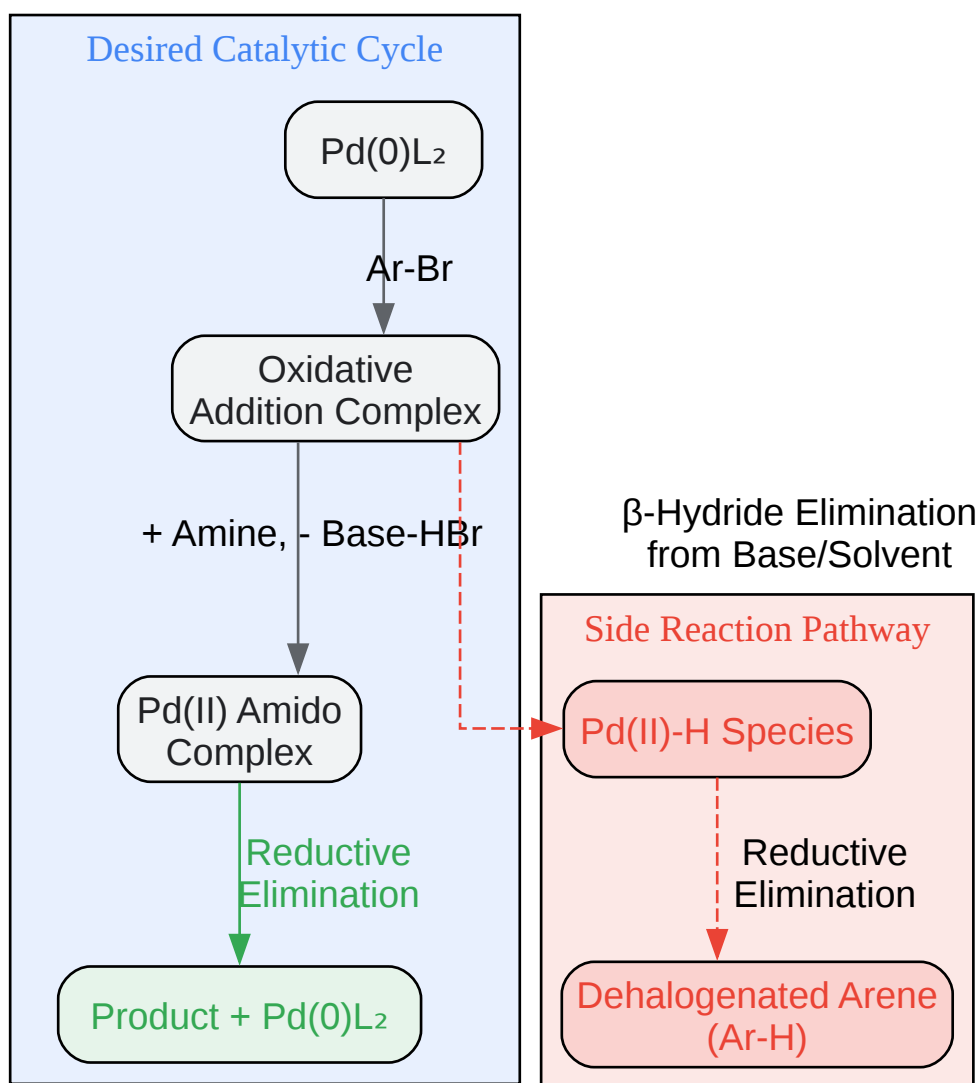 Desired Catalytic Cycle
Pd(0)L₂
Ar-Br
Oxidative
Addition Complex
+ Amine, - Base-HBr
β-Hydride Elimination
from Base/Solvent
Side Reaction Pathway
Pd(II) Amido
Complex
Pd(II)-H Species
Reductive
Elimination
Reductive
Elimination
Product + Pd(0)L₂
Dehalogenated Arene
(Ar-H)